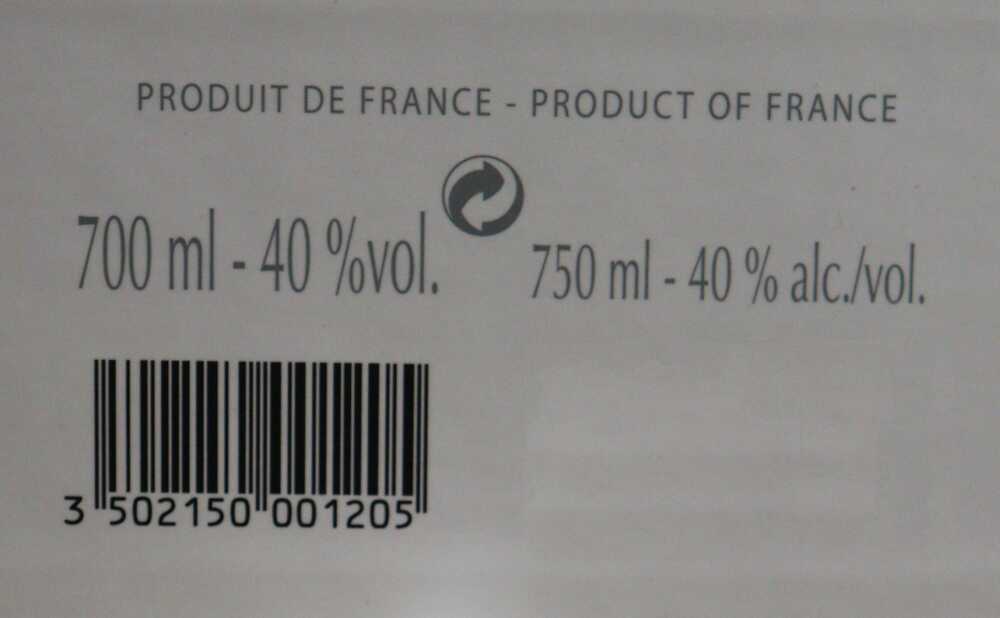 PRODUIT DE FRANCE - PRODUCT OF FRANCE
700 ml - 40 %vol.
750 ml - 40 % alc./vol.
3 502150 001205